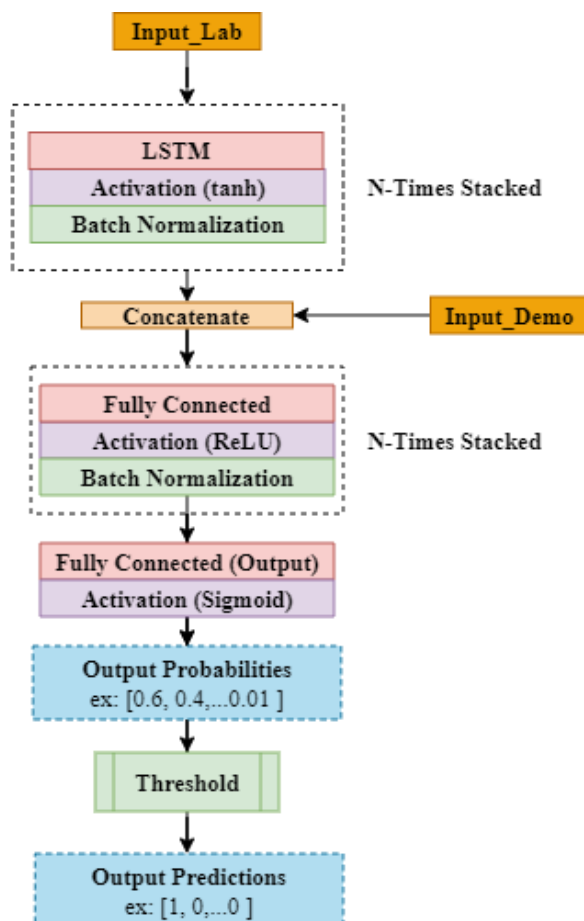 Input_Lab
LSTM
Activation (tanh)
Batch Normalization
N-Times Stacked
Concatenate
Input_Demo
Fully Connected
Activation (ReLU)
Batch Normalization
N-Times Stacked
Fully Connected (Output)
Activation (Sigmoid)
Output Probabilities
ex: [0.6, 0.4,...0.01 ]
Threshold
Output Predictions
ex: [1, 0,...0 ]